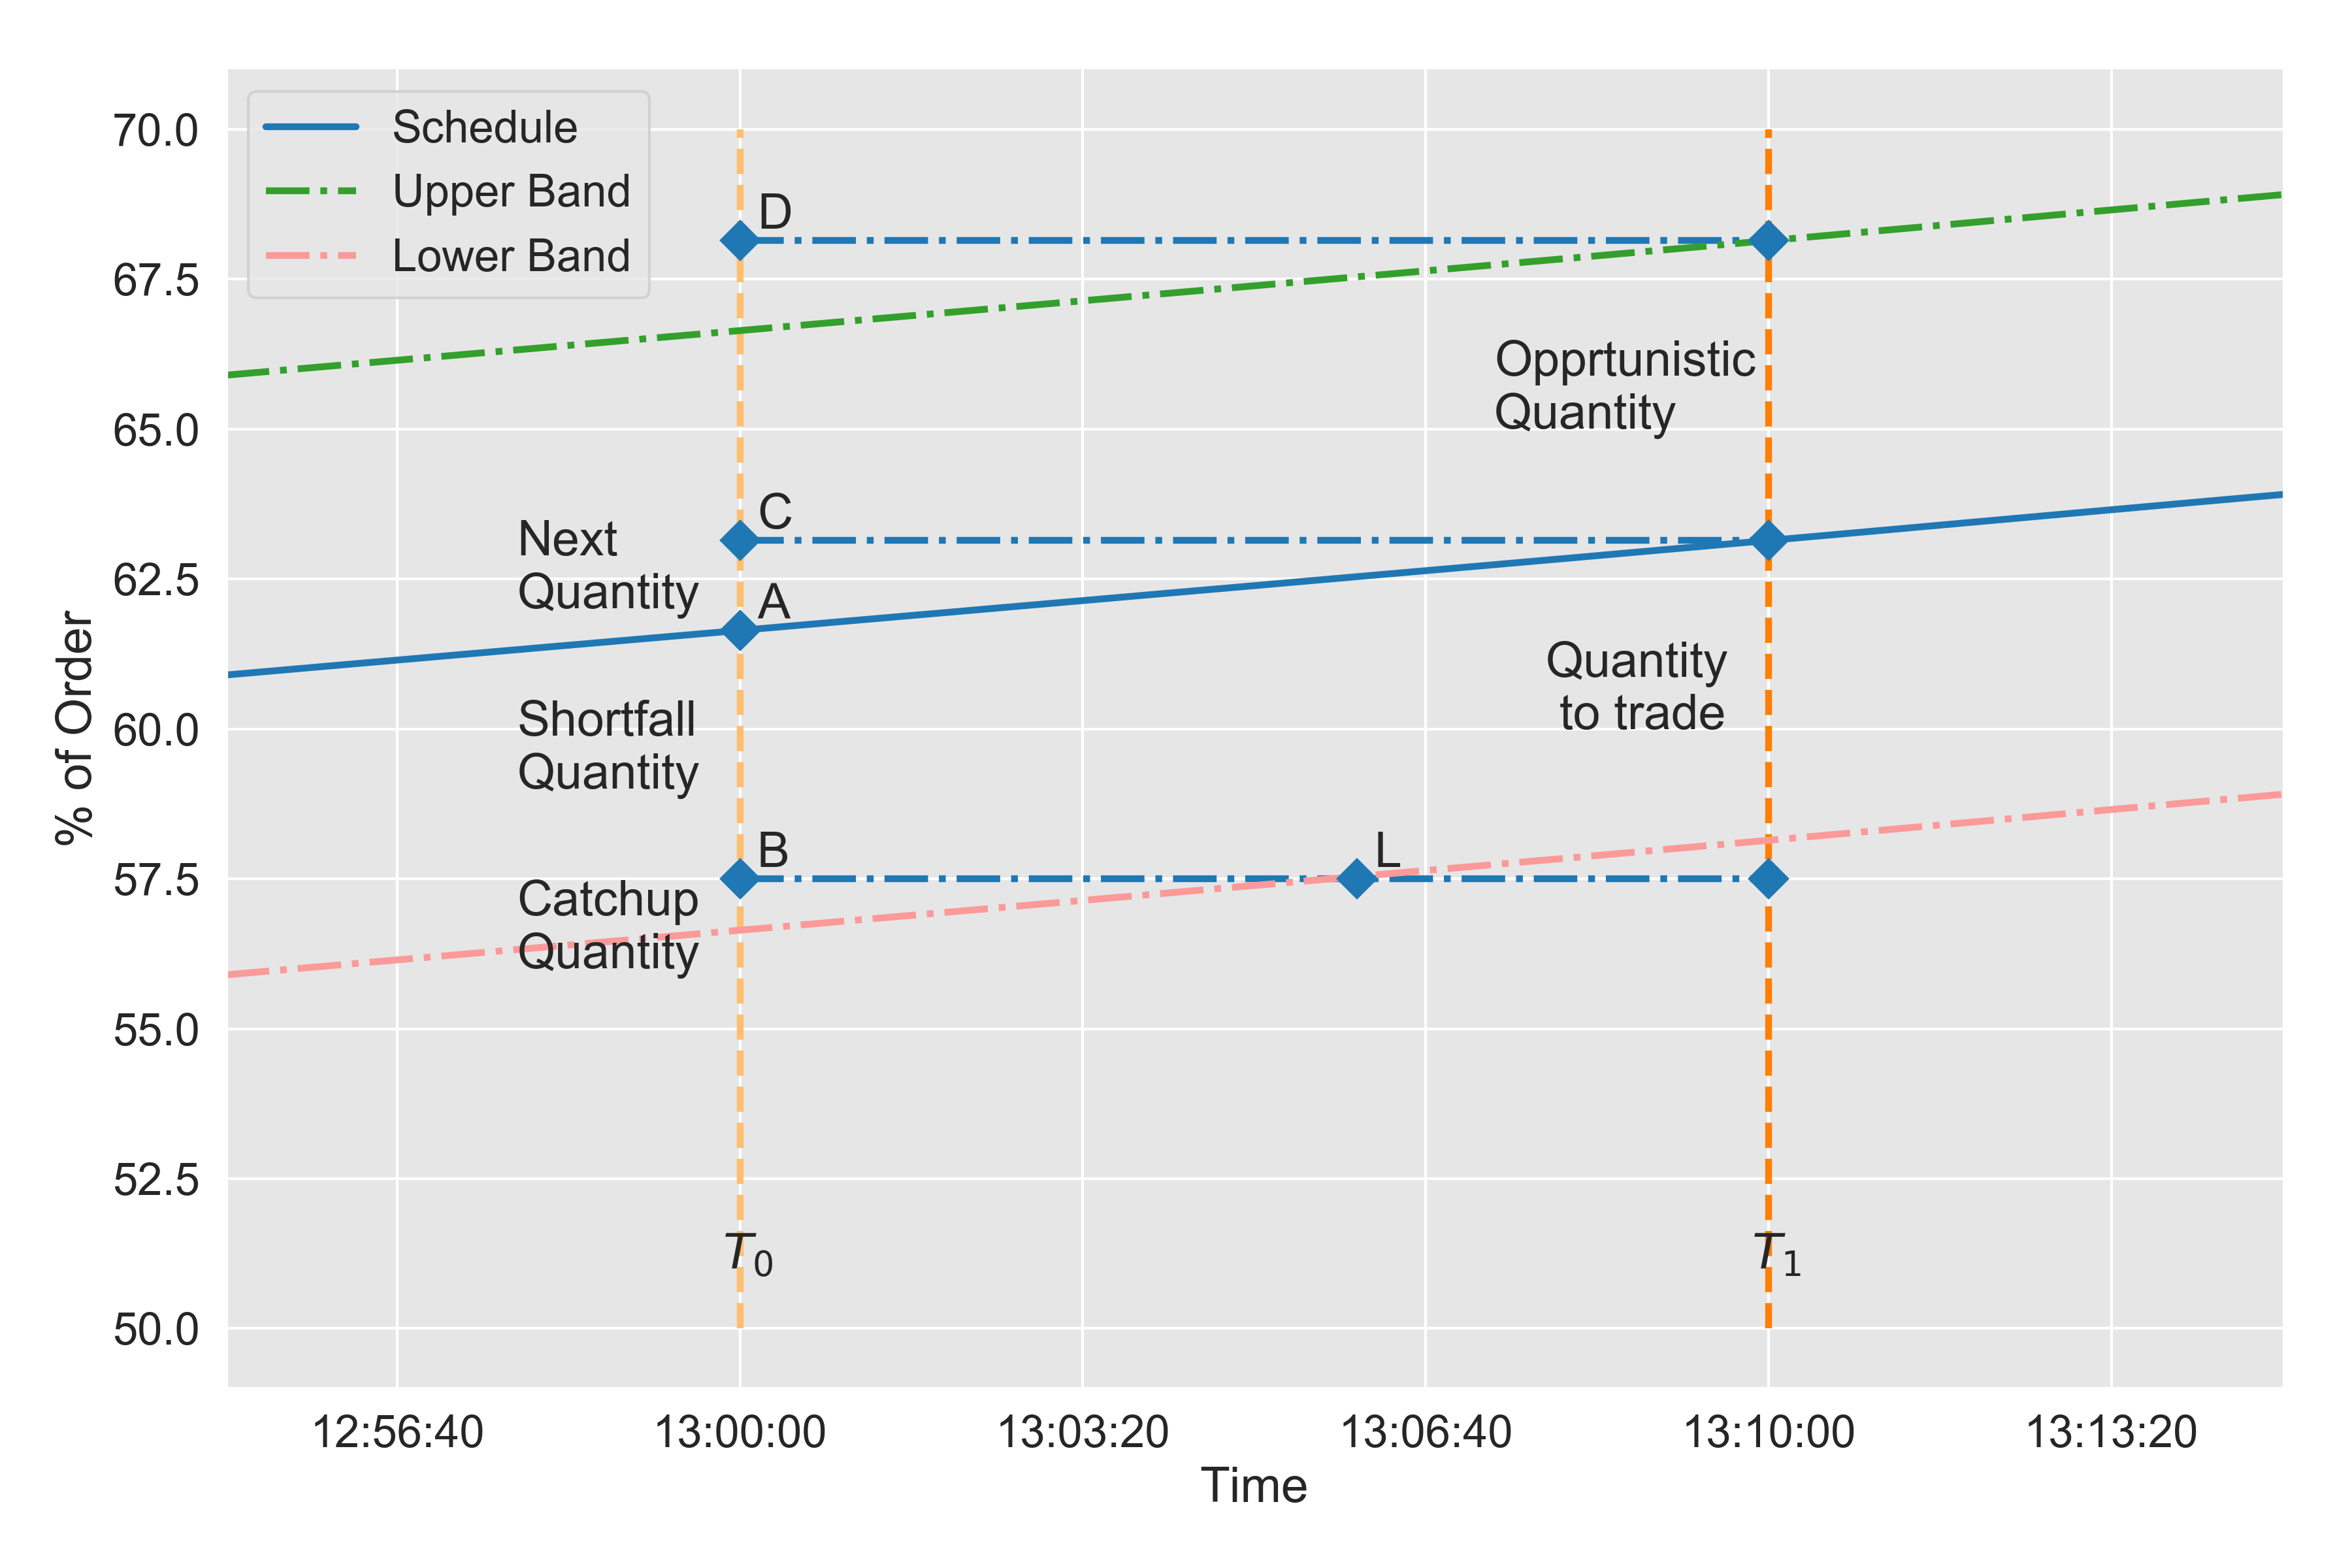 Schedule
Upper Band
Lower Band
% of Order
70.0
67.5
65.0
62.5
60.0
57.5
55.0
52.5
50.0
D
C
A
B
L
Opprtunistic
Quantity
Next
Quantity
Quantity
to trade
Shortfall
Quantity
Catchup
Quantity
T0
T1
12:56:40
13:00:00
13:03:20
13:06:40
13:10:00
13:13:20
Time